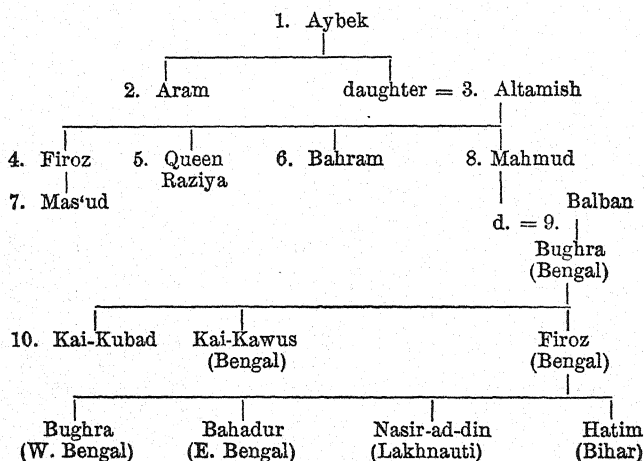 1. Aybek
2. Aram daughter = 3. Altamish
4. Firoz 5. Queen Raziya 6. Bahram 8. Mahmud
7. Mas‘ud
d. = 9. Balban
Bughra
(Bengal)
10. Kai-Kubad Kai-Kawus Firoz
(Bengal) (Bengal)
Bughra Bahadur Nasir-ad-din Hatim
(W. Bengal) (E. Bengal) (Lakhnauti) (Bihar)